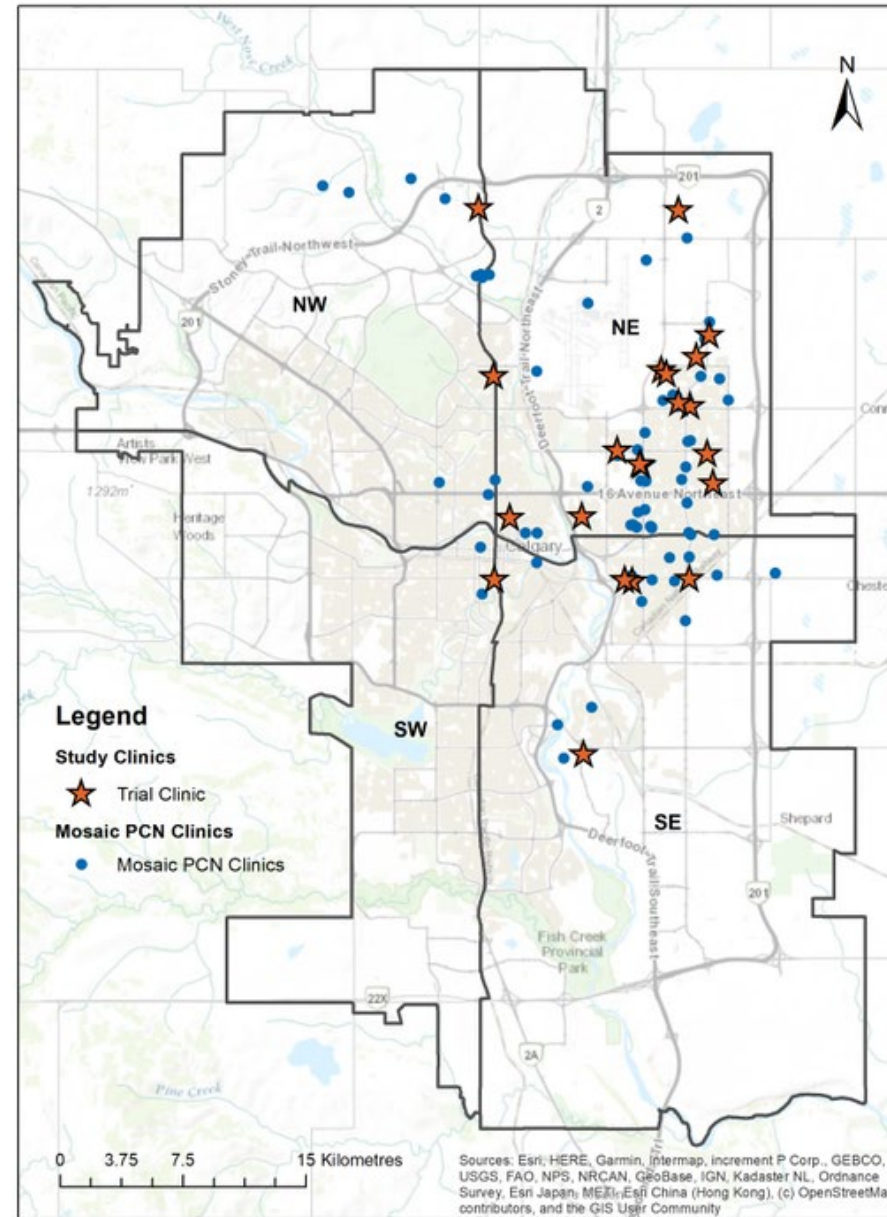 West Nose Creek
N
201
2
Stoney-Trail-Northwest
Deerfoot-Trail-Northeast
NW
NE
201
Artists
View Park West
1292m
16 Avenue Northeast
Heritage
Woods
Calgary
Legend
Study Clinics
Trial Clinic
Mosaic PCN Clinics
Mosaic PCN Clinics
SW
SE
Shepard
Deerfoot-Trail Southeast
201
Fish Creek
Provincial
Park
22X
2A
Pine Creek
0 3.75 7.5 15 Kilometres
Sources: Esri, HERE, Garmin, Intermap, increment P Corp., GEBCO,
USGS, FAO, NPS, NRCAN, GeoBase, IGN, Kadaster NL, Ordnance
Survey, Esri Japan, METI, Esri China (Hong Kong), (c) OpenStreetMa
contributors, and the GIS User Community